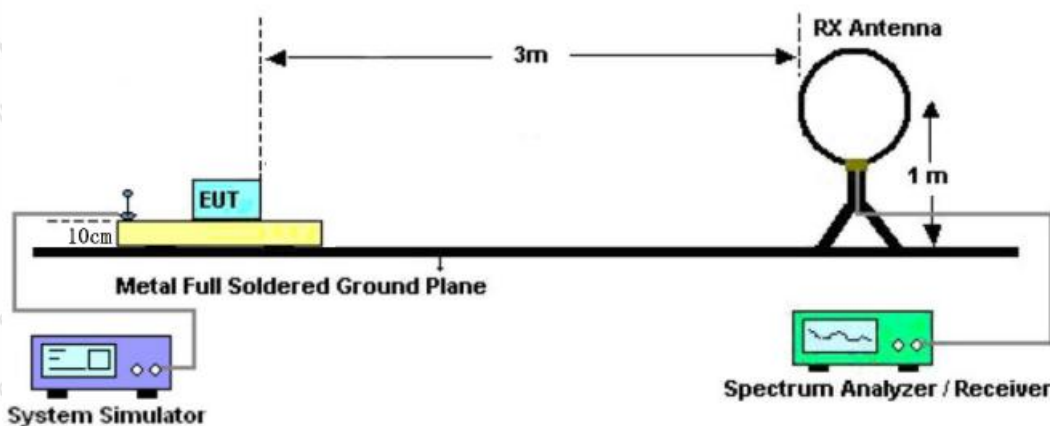 RX Antenna
3m
1 m
EUT
10cm
Metal Full Soldered Ground Plane
System Simulator
Spectrum Analyzer / Receiver